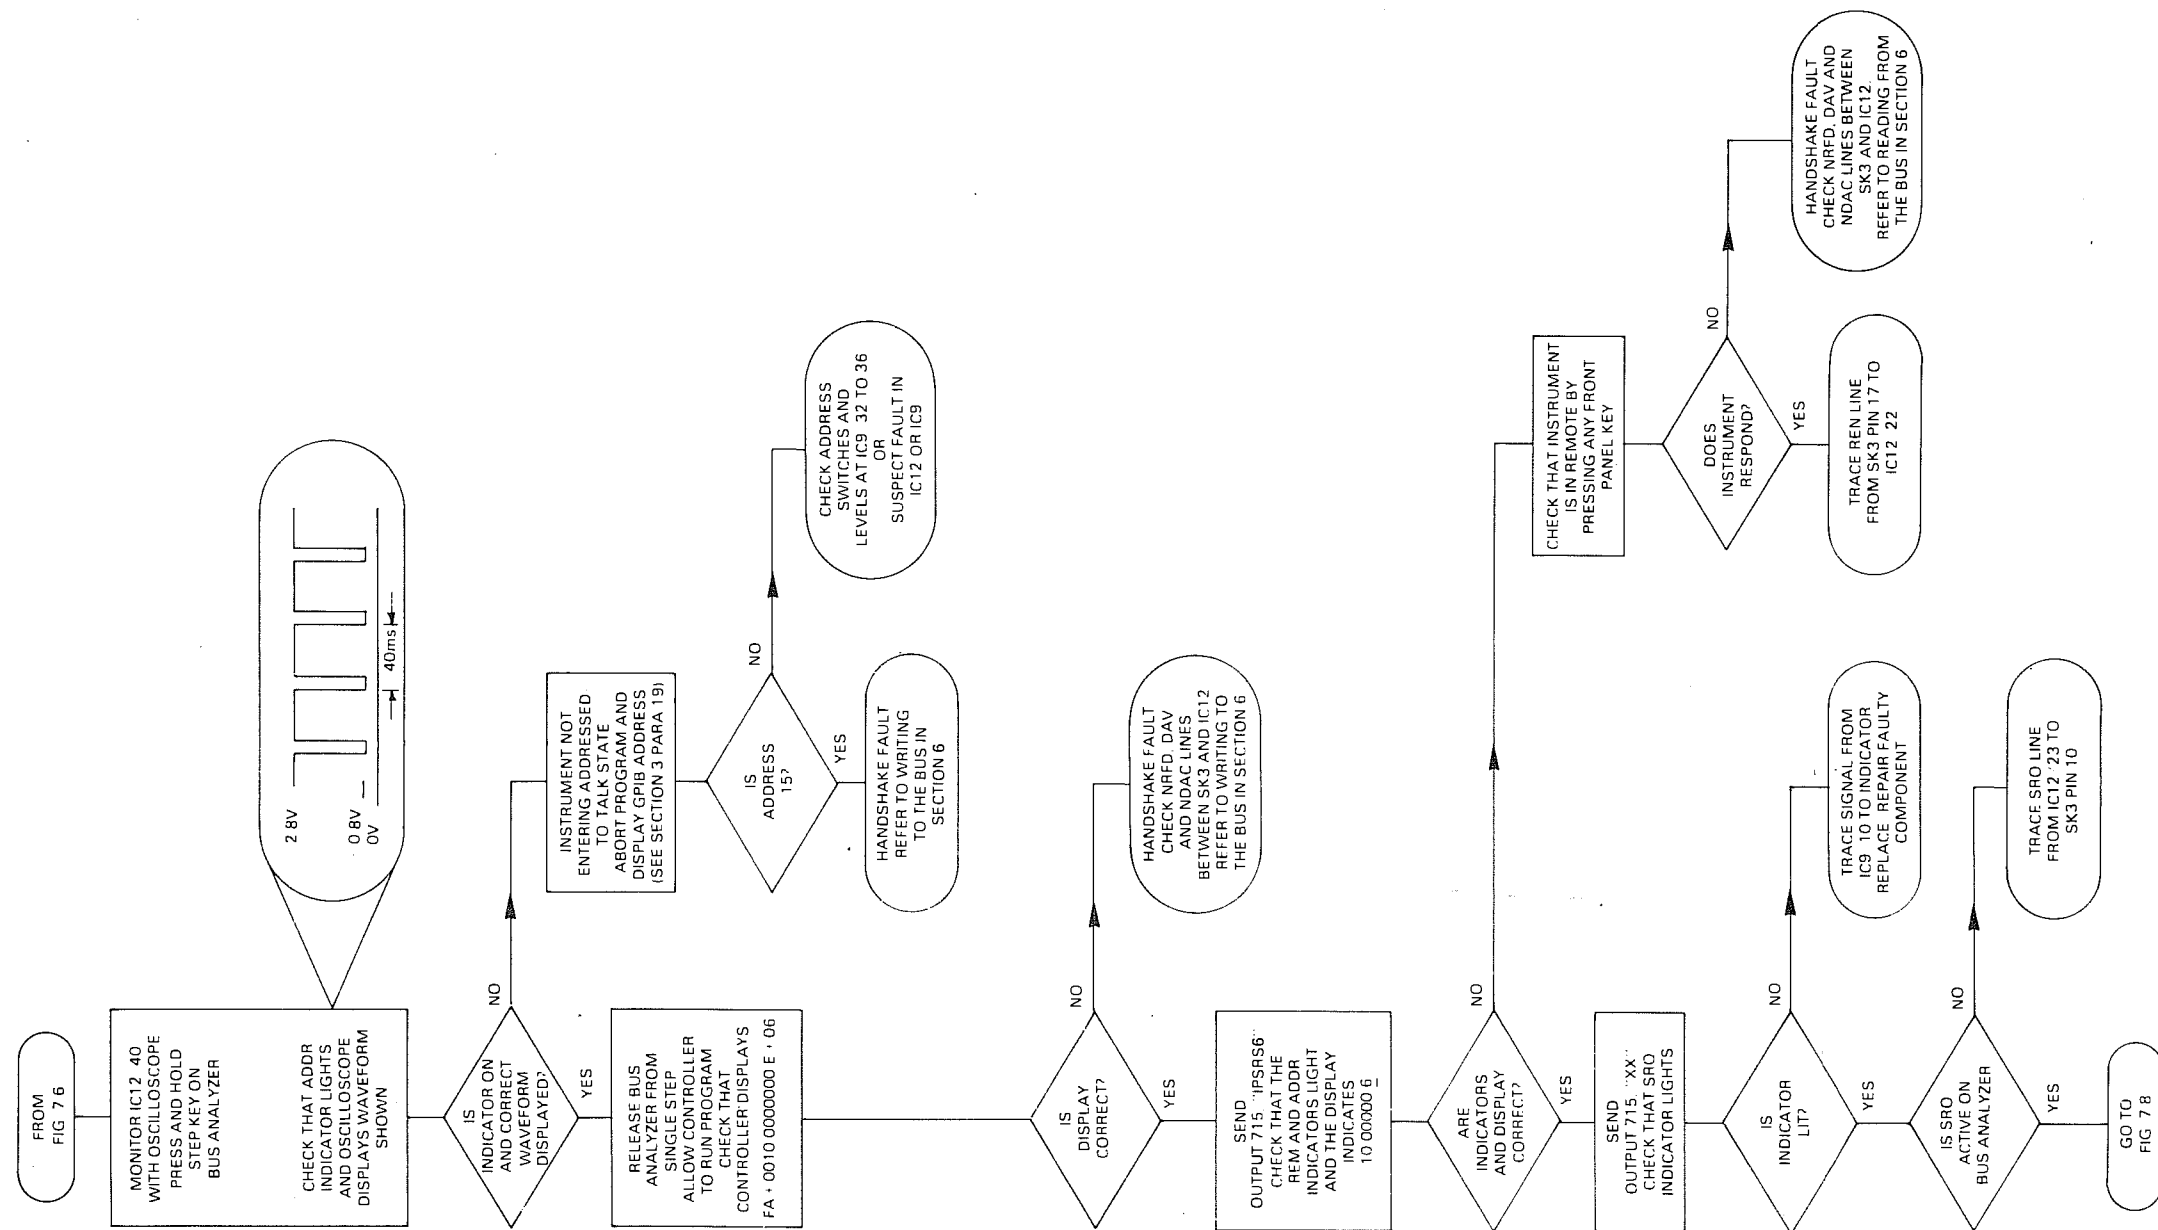 FROM
FIG 7 6
MONITOR IC12 40
WITH OSCILLOSCOPE
PRESS AND HOLD
STEP KEY ON
BUS ANALYZER
CHECK THAT ADDR
INDICATOR LIGHTS
AND OSCILLOSCOPE
DISPLAYS WAVEFORM
SHOWN
2 8V
0 8V
0V
40ms
IS
INDICATOR ON
AND CORRECT
WAVEFORM
DISPLAYED?
NO
YES
INSTRUMENT NOT
ENTERING ADDRESSED
TO TALK STATE
ABORT PROGRAM AND
DISPLAY GPIB ADDRESS
(SEE SECTION 3 PARA 19)
IS
ADDRESS
15?
NO
YES
CHECK ADDRESS
SWITCHES AND
LEVELS AT IC9 32 TO 36
OR
SUSPECT FAULT IN
IC12 OR IC9
HANDSHAKE FAULT
REFER TO WRITING
TO THE BUS IN
SECTION 6
RELEASE BUS
ANALYZER FROM
SINGLE STEP
ALLOW CONTROLLER
TO RUN PROGRAM
CHECK THAT
CONTROLLER DISPLAYS
FA + 0010 0000000 E + 06
IS
DISPLAY
CORRECT?
NO
YES
HANDSHAKE FAULT
CHECK NRFD, DAV
AND NDAC LINES
BETWEEN SK3 AND IC12
REFER TO WRITING TO
THE BUS IN SECTION 6
SEND
OUTPUT 715, "IPSRS6"
CHECK THAT THE
REM AND ADDR
INDICATORS LIGHT
AND THE DISPLAY
INDICATES
10 00000 6
ARE
INDICATORS
AND DISPLAY
CORRECT?
NO
YES
CHECK THAT INSTRUMENT
IS IN REMOTE BY
PRESSING ANY FRONT
PANEL KEY
DOES
INSTRUMENT
RESPOND?
NO
YES
HANDSHAKE FAULT
CHECK NRFD, DAV AND
NDAC LINES BETWEEN
SK3 AND IC12.
REFER TO READING FROM
THE BUS IN SECTION 6
TRACE REN LINE
FROM SK3 PIN 17 TO
IC12 22
SEND
OUTPUT 715, "XX"
CHECK THAT SRQ
INDICATOR LIGHTS
IS
INDICATOR
LIT?
NO
YES
TRACE SIGNAL FROM
IC9 10 TO INDICATOR
REPLACE REPAIR FAULTY
COMPONENT
IS SRQ
ACTIVE ON
BUS ANALYZER
NO
YES
TRACE SRQ LINE
FROM IC12 23 TO
SK3 PIN 10
GO TO
FIG 7 8